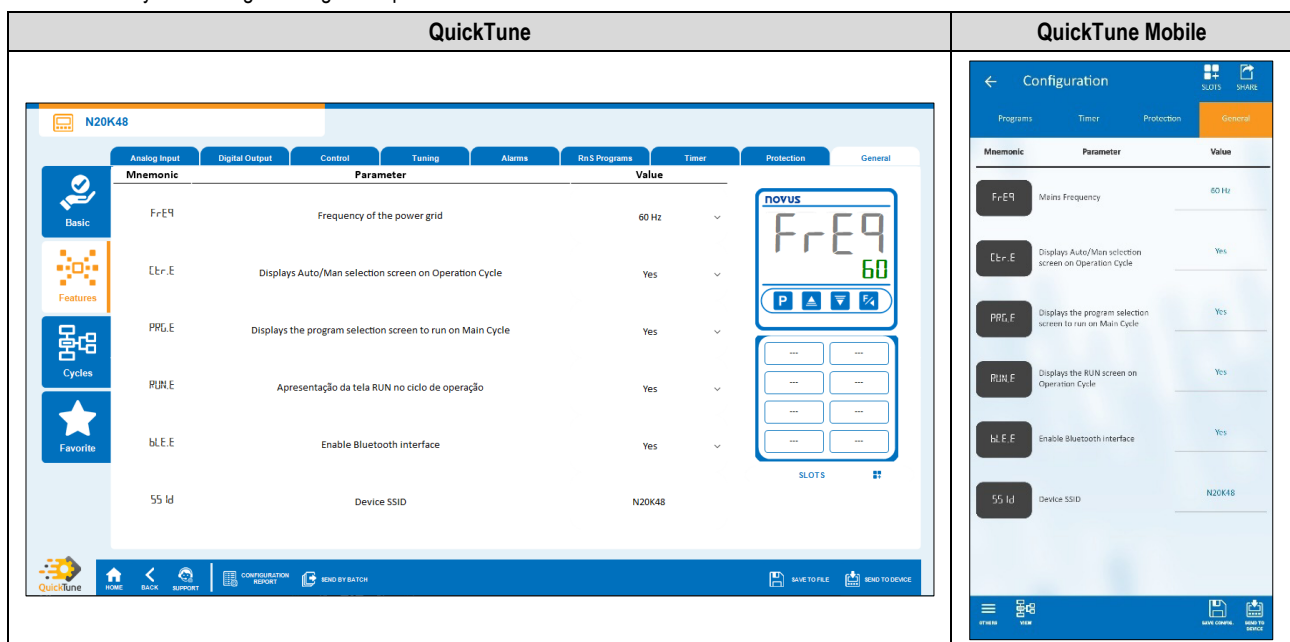 QuickTune
QuickTune Mobile
N20K48
Analog Input Digital Output Control Tuning Alarms RnS Programs Timer Protection General
Mnemonic Parameter Value
Basic
Features
Cycles
Favorite
FrEq Frequency of the power grid 60 Hz
Ctr.E Displays Auto/Man selection screen on Operation Cycle Yes
PRG.E Displays the program selection screen to run on Main Cycle Yes
RUN.E Apresentação da tela RUN no ciclo de operação Yes
bLE.E Enable Bluetooth interface Yes
SSId Device SSID N20K48
novus
FrEq
60
P F/
--- ---
--- ---
--- ---
--- ---
SLOTS
QuickTune
HOME BACK SUPPORT
CONFIGURATION
REPORT
SEND BY BATCH
SAVE TO FILE SEND TO DEVICE
Configuration
SLOTS SHARE
Programs Timer Protection General
Mnemonic Parameter Value
FrEq Mains Frequency 60 Hz
Ctr.E Displays Auto/Man selection
screen on Operation Cycle Yes
PRG.E Displays the program selection
screen to run on Main Cycle Yes
RUN.E Displays the RUN screen on
Operation Cycle Yes
bLE.E Enable Bluetooth interface Yes
SSId Device SSID N20K48
OTHERS VIEW
SAVE CONFIG. SEND TO
DEVICE